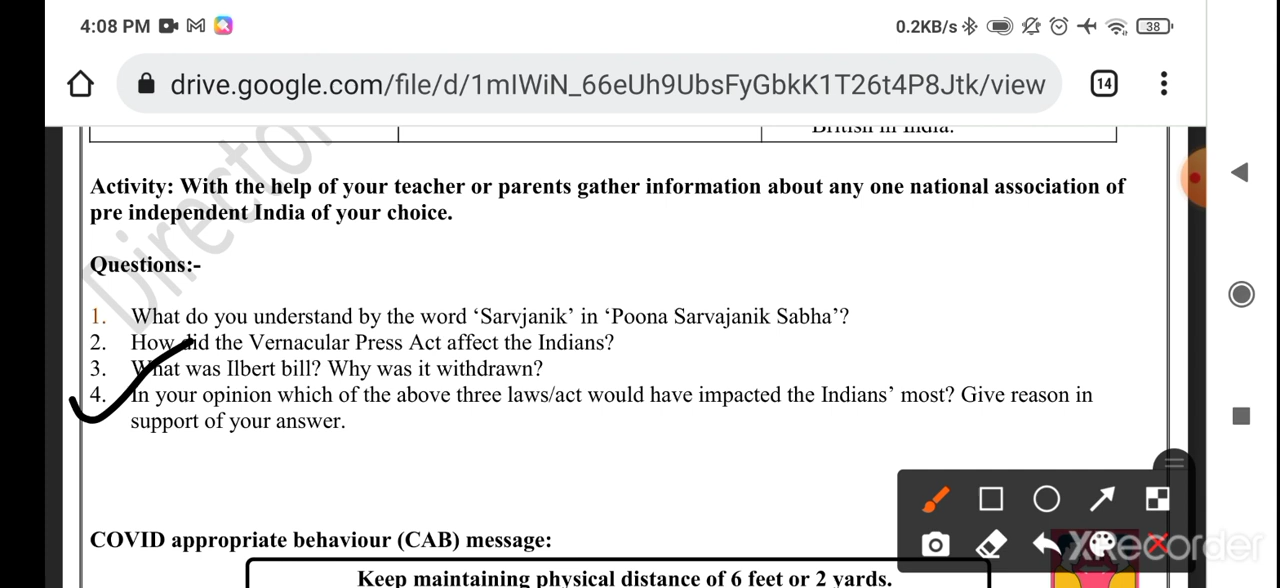 4:08 PM
0.2KB/s
38
drive.google.com/file/d/1mIWiN_66eUh9UbsFyGbkK1T26t4P8Jtk/view
14
British in India.
Director
Activity: With the help of your teacher or parents gather information about any one national association of
pre independent India of your choice.
Questions:-
1. What do you understand by the word ‘Sarvjanik’ in ‘Poona Sarvajanik Sabha’?
2. How did the Vernacular Press Act affect the Indians?
3. What was Ilbert bill? Why was it withdrawn?
4. In your opinion which of the above three laws/act would have impacted the Indians’ most? Give reason in
support of your answer.
COVID appropriate behaviour (CAB) message:
Keep maintaining physical distance of 6 feet or 2 yards.
XRecorder